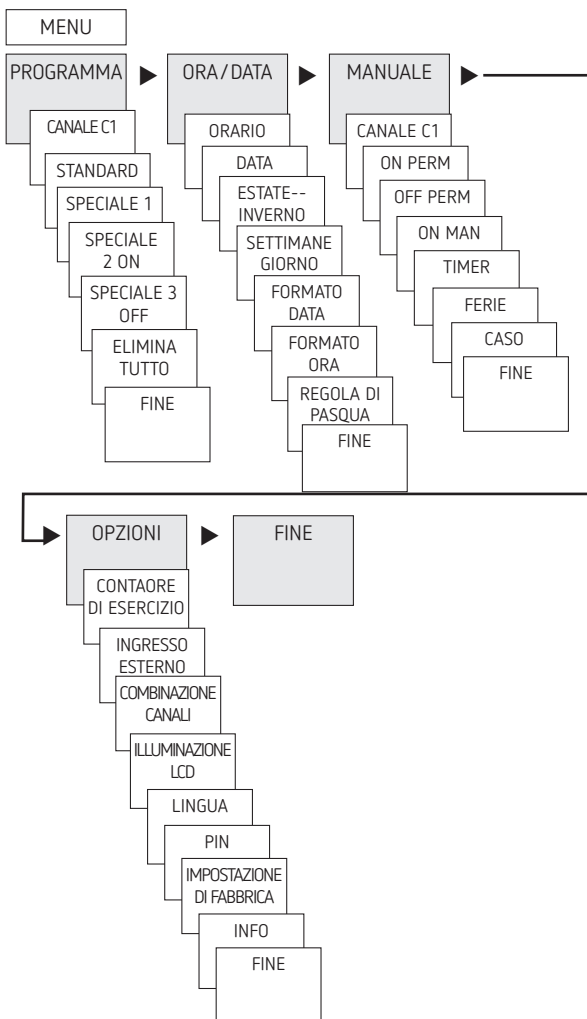 MENU
PROGRAMMA
CANALE C1
STANDARD
SPECIALE 1
SPECIALE
2 ON
SPECIALE 3
OFF
ELIMINA
TUTTO
FINE
ORA/DATA
ORARIO
DATA
ESTATE--
INVERNO
SETTIMANE
GIORNO
FORMATO
DATA
FORMATO
ORA
REGOLA DI
PASQUA
FINE
MANUALE
CANALE C1
ON PERM
OFF PERM
ON MAN
TIMER
FERIE
CASO
FINE
OPZIONI
CONTAORE
DI ESERCIZIO
INGRESSO
ESTERNO
COMBINAZIONE
CANALI
ILLUMINAZIONE
LCD
LINGUA
PIN
IMPOSTAZIONE
DI FABBRICA
INFO
FINE
FINE